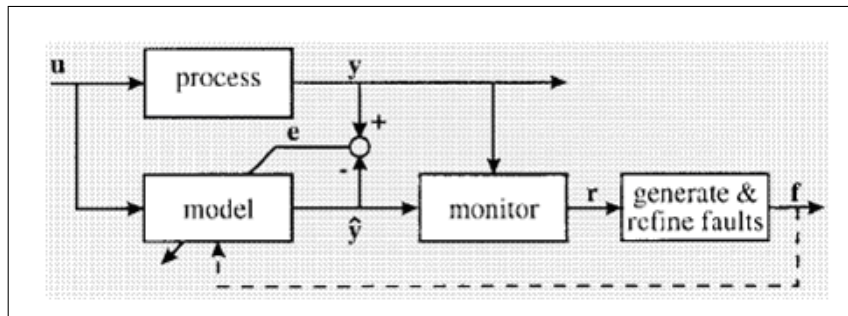 u
process
y
+
e
-
model
ŷ
monitor
r
generate &
refine faults
f